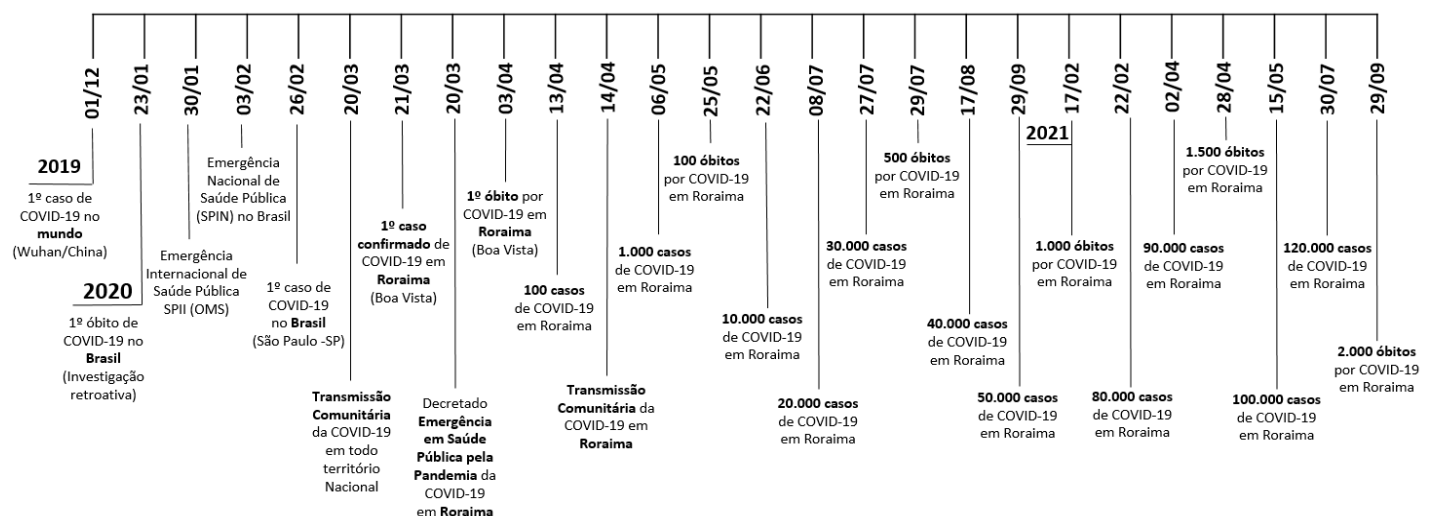 01/12
23/01
30/01
03/02
26/02
20/03
21/03
20/03
03/04
13/04
14/04
06/05
25/05
22/06
08/07
27/07
29/07
17/08
29/09
17/02
22/02
02/04
28/04
15/05
30/07
29/09
2019
1º caso de
COVID-19 no
mundo
(Wuhan/China)
2020
1º óbito de
COVID-19 no
Brasil
(Investigação
retroativa)
Emergência
Internacional de
Saúde Pública
SPII (OMS)
Emergência
Nacional de
Saúde Pública
(SPIN) no Brasil
1º caso de
COVID-19
no Brasil
(São Paulo -SP)
Transmissão
Comunitária
da COVID-19
em todo
território
Nacional
1º caso
confirmado de
COVID-19 em
Roraima
(Boa Vista)
Decretado
Emergência
em Saúde
Pública pela
Pandemia da
COVID-19
em Roraima
1º óbito por
COVID-19 em
Roraima
(Boa Vista)
100 casos
de COVID-19
em Roraima
Transmissão
Comunitária da
COVID-19 em
Roraima
1.000 casos
de COVID-19
em Roraima
100 óbitos
por COVID-19
em Roraima
10.000 casos
de COVID-19
em Roraima
20.000 casos
de COVID-19
em Roraima
30.000 casos
de COVID-19
em Roraima
500 óbitos
por COVID-19
em Roraima
40.000 casos
de COVID-19
em Roraima
50.000 casos
de COVID-19
em Roraima
2021
1.000 óbitos
por COVID-19
em Roraima
80.000 casos
de COVID-19
em Roraima
90.000 casos
de COVID-19
em Roraima
1.500 óbitos
por COVID-19
em Roraima
100.000 casos
de COVID-19
em Roraima
120.000 casos
de COVID-19
em Roraima
2.000 óbitos
por COVID-19
em Roraima